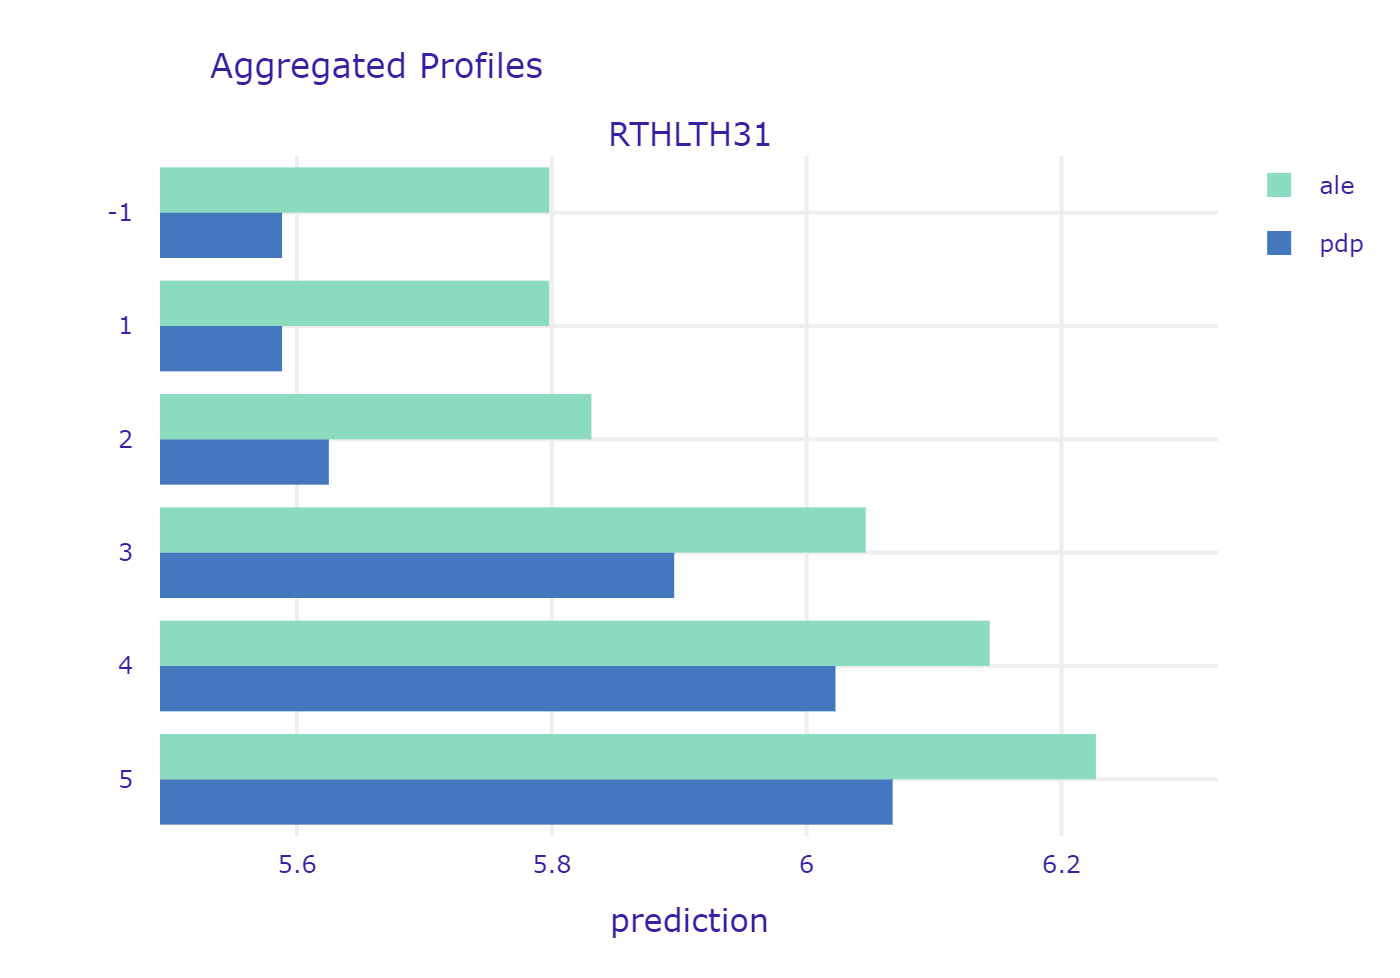 Aggregated Profiles
RTHLTH31
ale
pdp
-1
1
2
3
4
5
5.6 5.8 6 6.2
prediction